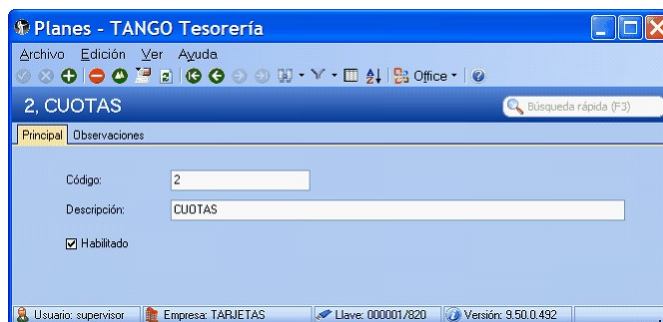 Planes - TANGO Tesorería
Archivo Edición Ver Ayuda
Office
2, CUOTAS
Búsqueda rápida (F3)
Principal Observaciones
Código: 2
Descripción: CUOTAS
Habilitado
Usuario: supervisor Empresa: TARJETAS Llave: 000001/820 Versión: 9.50.0.492